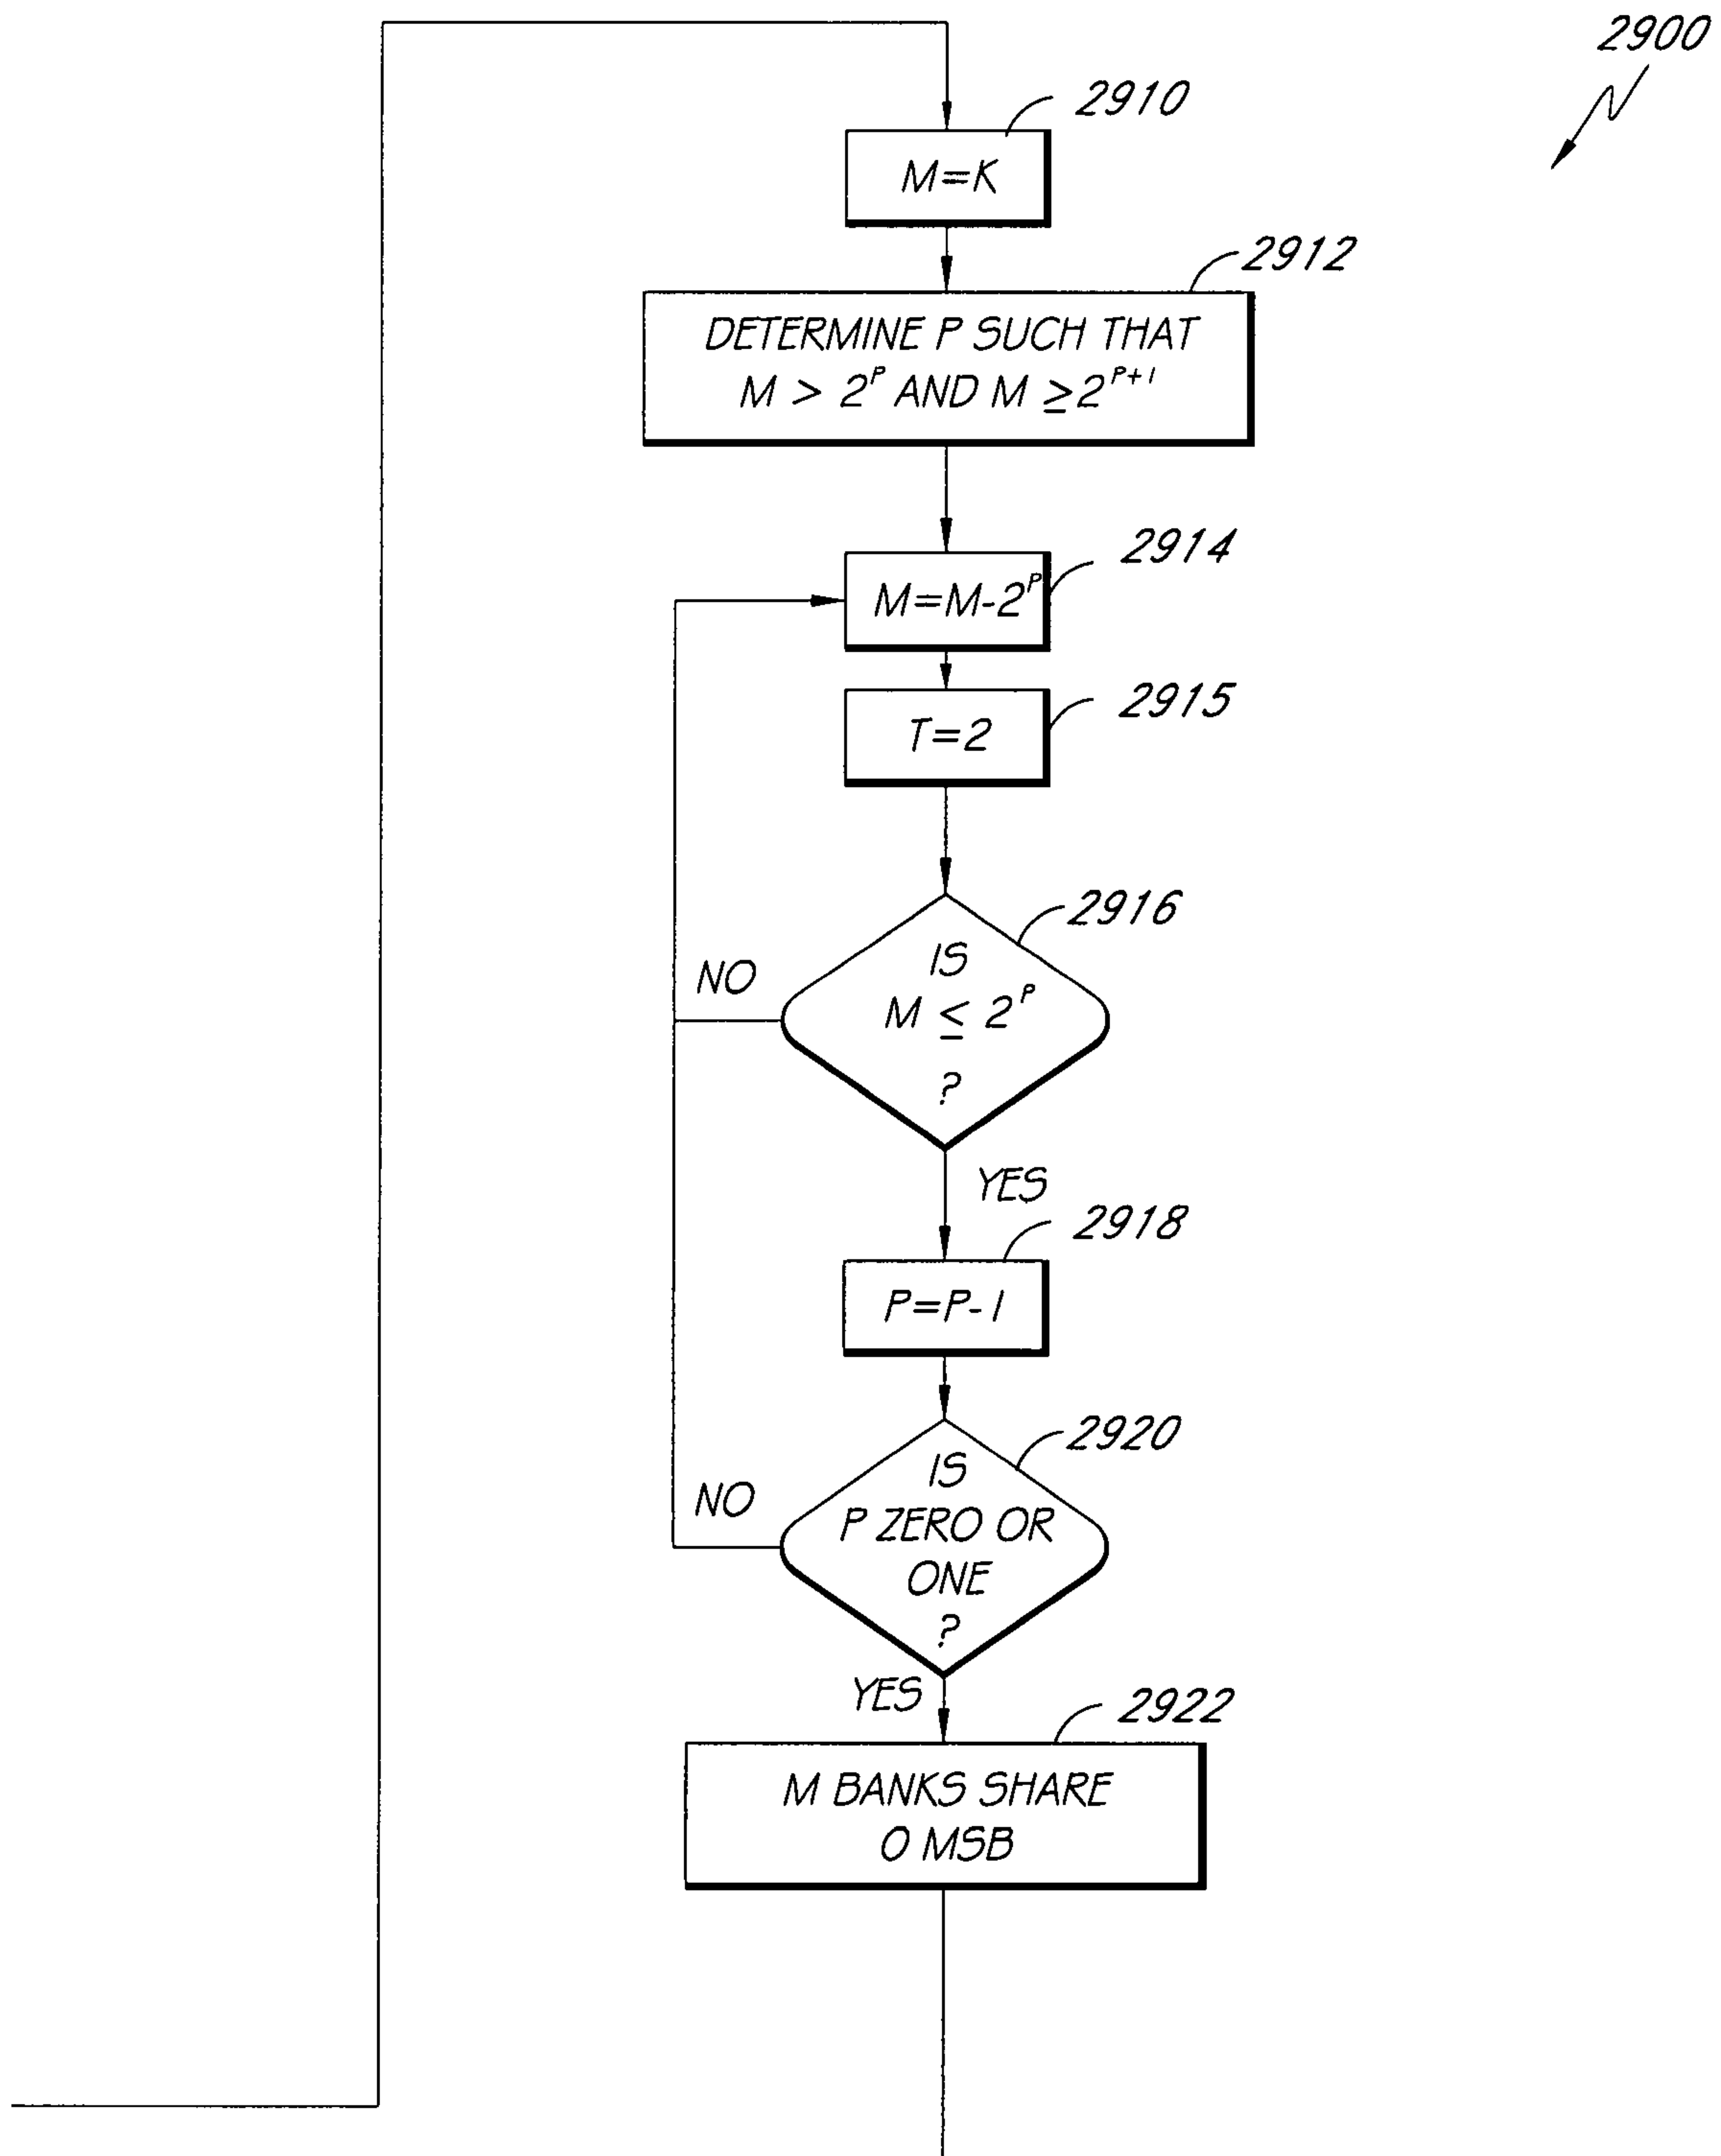 2900
2910
M=K
2912
DETERMINE P SUCH THAT
M > 2^P AND M ≥ 2^P+1
2914
M=M-2^P
2915
T=2
2916
IS
M ≤ 2^P
?
NO
YES
2918
P=P-1
2920
IS
P ZERO OR
ONE
?
NO
YES
2922
M BANKS SHARE
0 MSB